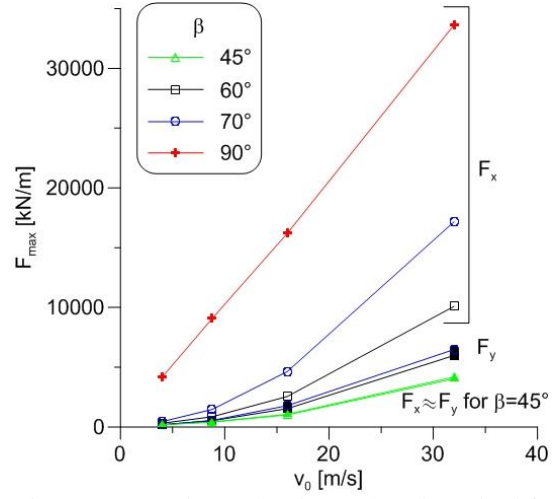 β
45°
60°
70°
90°
30000
20000
10000
0
F_max [kN/m]
F_x
F_y
F_x≈F_y for β=45°
0 10 20 30 40
v_0 [m/s]